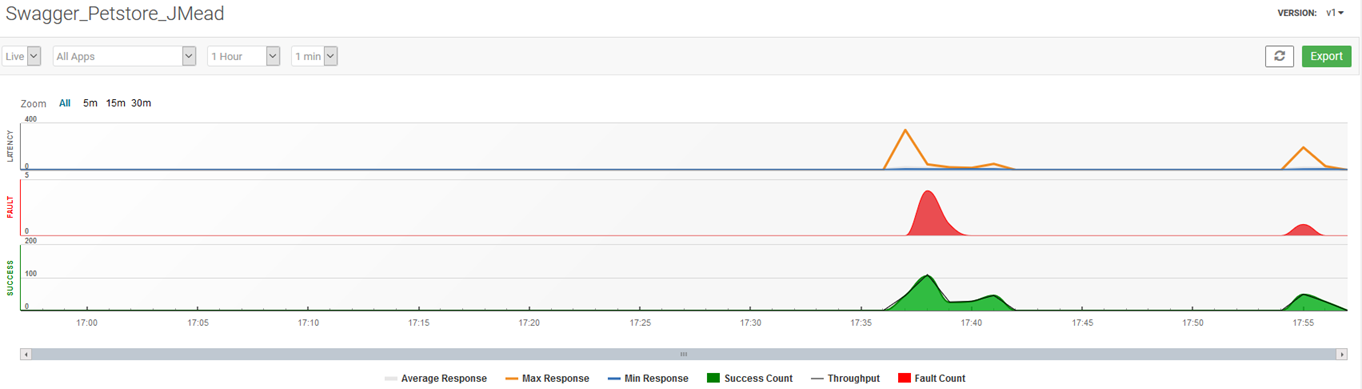 Swagger_Petstore_JMead
VERSION: v1
Live All Apps 1 Hour 1 min Export
Zoom All 5m 15m 30m
LATENCY
400
0
FAULT
5
0
SUCCESS
200
100
0
17:00 17:05 17:10 17:15 17:20 17:25 17:30 17:35 17:40 17:45 17:50 17:55
Average Response Max Response Min Response Success Count Throughput Fault Count